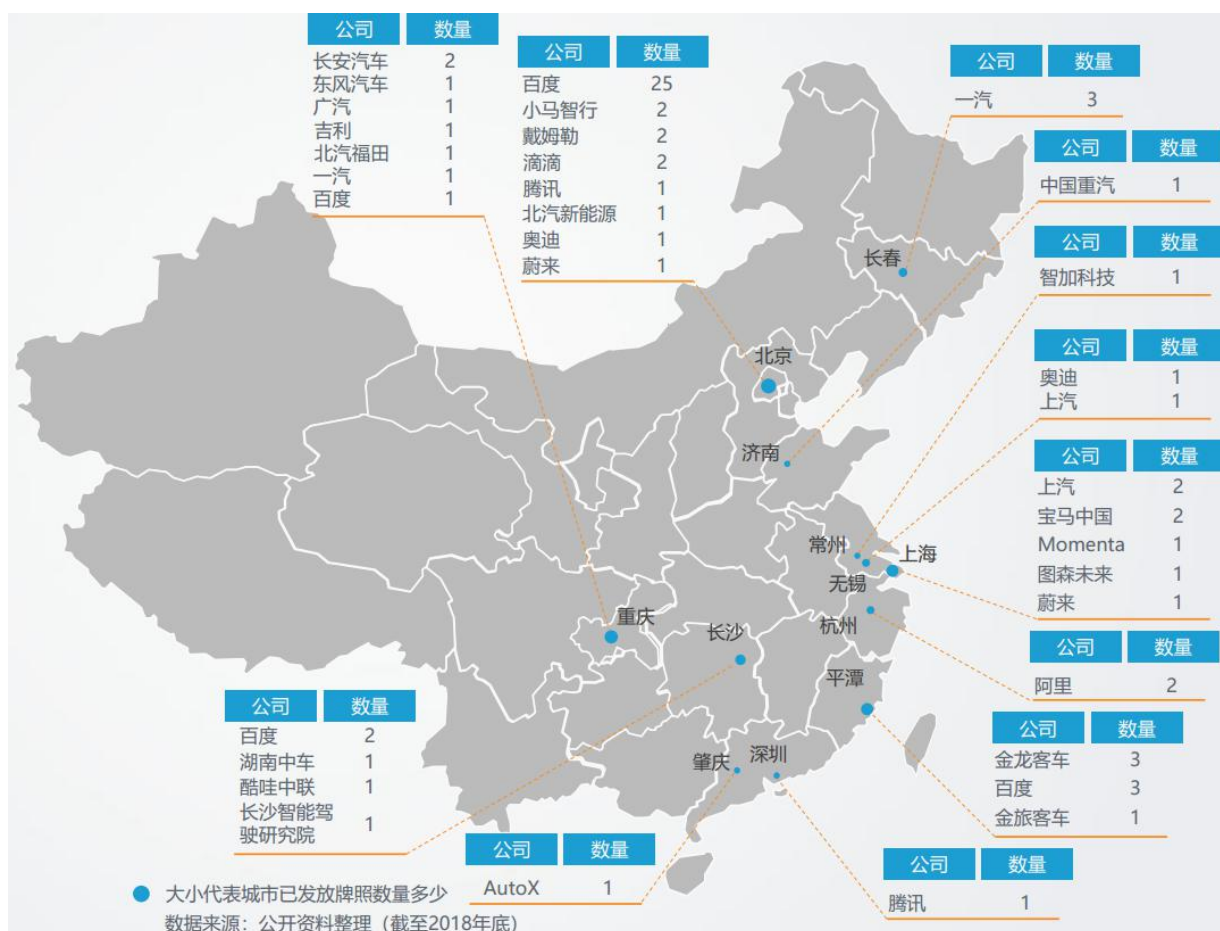 公司 数量
长安汽车 2
东风汽车 1
广汽 1
吉利 1
北汽福田 1
一汽 1
百度 1
公司 数量
百度 25
小马智行 2
戴姆勒 2
滴滴 2
腾讯 1
北汽新能源 1
奥迪 1
蔚来 1
公司 数量
一汽 3
公司 数量
中国重汽 1
公司 数量
智加科技 1
公司 数量
奥迪 1
上汽 1
公司 数量
上汽 2
宝马中国 2
Momenta 1
图森未来 1
蔚来 1
公司 数量
阿里 2
公司 数量
金龙客车 3
百度 3
金旅客车 1
公司 数量
腾讯 1
公司 数量
AutoX 1
公司 数量
百度 2
湖南中车 1
酷哇中联 1
长沙智能驾
驶研究院 1
长春
北京
济南
常州
上海
无锡
杭州
重庆
长沙
平潭
肇庆
深圳
大小代表城市已发放牌照数量多少
数据来源：公开资料整理（截至2018年底）